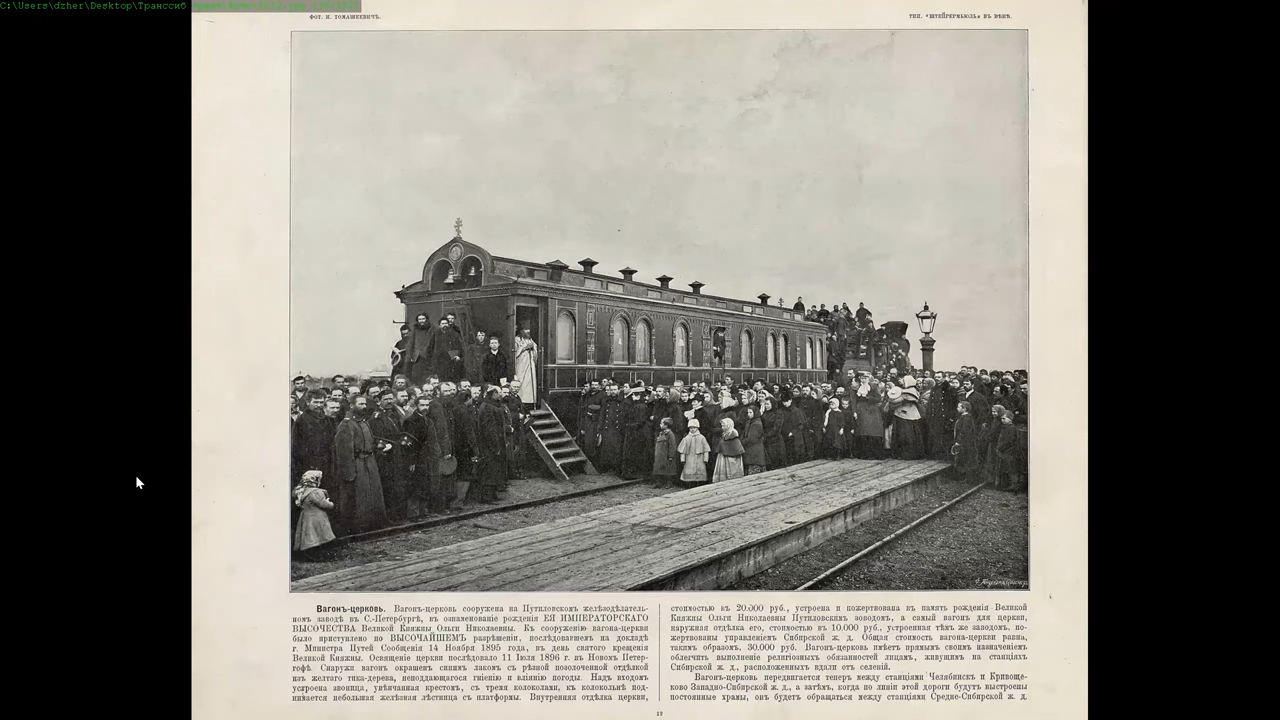 C:\Users\dzher\Desktop\Транссиб
ФОТ. И. ТОМАШКЕВИЧЪ.
ТИП. «ШТЕЙРЕРМЮЛЬ» ВЪ ВѢНѢ.
Вагонъ-церковь. Вагонъ-церковь сооружена на Путиловскомъ желѣзодѣлатель-
номъ заводѣ въ С.-Петербургѣ, въ ознаменованіе рожденія ЕЯ ИМПЕРАТОРСКАГО
ВЫСОЧЕСТВА Великой Княжны Ольги Николаевны. Къ сооруженію вагона-церкви
было приступлено по ВЫСОЧАЙШЕМЪ разрѣшеніи, послѣдовавшемъ на докладѣ
г. Министра Путей Сообщенія 14 Ноября 1895 года, въ день святого крещенія
Великой Княжны. Освященіе церкви послѣдовало 11 Іюля 1896 г. въ Новомъ Петер-
гофѣ. Снаружи вагонъ окрашенъ синимъ лакомъ съ рѣзной позолоченной отдѣлкой
изъ желтаго тика-дерева, неподдающагося гніенію и вліянію погоды. Надъ входомъ
устроена звонница, увѣнчанная крестомъ, съ тремя колоколами, къ колокольнѣ под-
нимается небольшая желѣзная лѣстница съ платформы. Внутренняя отдѣлка церкви,
стоимостью въ 20.000 руб., устроена и пожертвована въ память рожденія Великой
Княжны Ольги Николаевны Путиловскимъ зоводомъ, а самый вагонъ для церкви,
наружная отдѣлка его, стоимостью въ 10.000 руб., устроенная тѣмъ же заводомъ, по-
жертвованы управленіемъ Сибирской ж. д. Общая стоимость вагона-церкви равна,
такимъ образомъ, 30.000 руб. Вагонъ-церковь имѣетъ прямымъ своимъ назначеніемъ
облегчить выполненіе религіозныхъ обязанностей лицамъ, живущимъ на станціяхъ
Сибирской ж. д., расположенныхъ вдали отъ селеній.
Вагонъ-церковь передвигается теперь между станціями Челябинскъ и Кривоще-
ково Западно-Сибирской ж. д., а затѣмъ, когда по линіи этой дороги будутъ выстроены
постоянные храмы, онъ будетъ обращаться между станціями Средне-Сибирской ж. д.
18